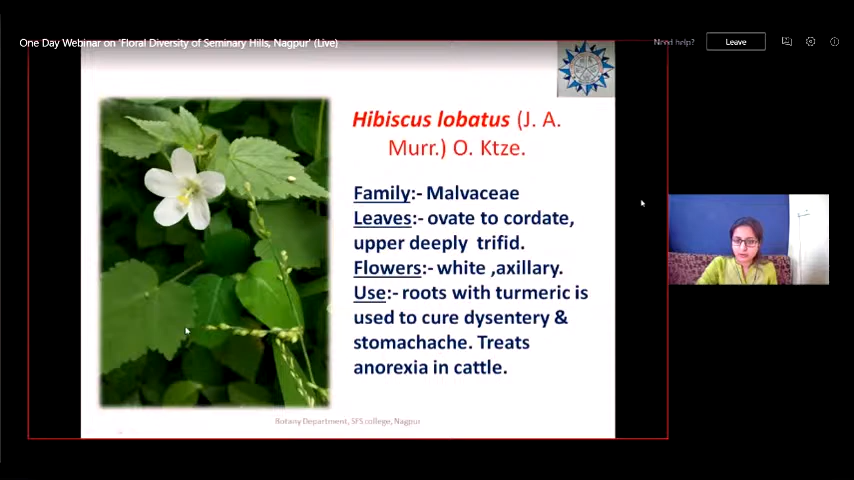 One Day Webinar on 'Floral Diversity of Seminary Hills, Nagpur' (Live)
Need help?
Leave
Hibiscus lobatus (J. A.
Murr.) O. Ktze.
Family:- Malvaceae
Leaves:- ovate to cordate,
upper deeply trifid.
Flowers:- white ,axillary.
Use:- roots with turmeric is
used to cure dysentery &
stomachache. Treats
anorexia in cattle.
Botany Department, SFS college, Nagpur